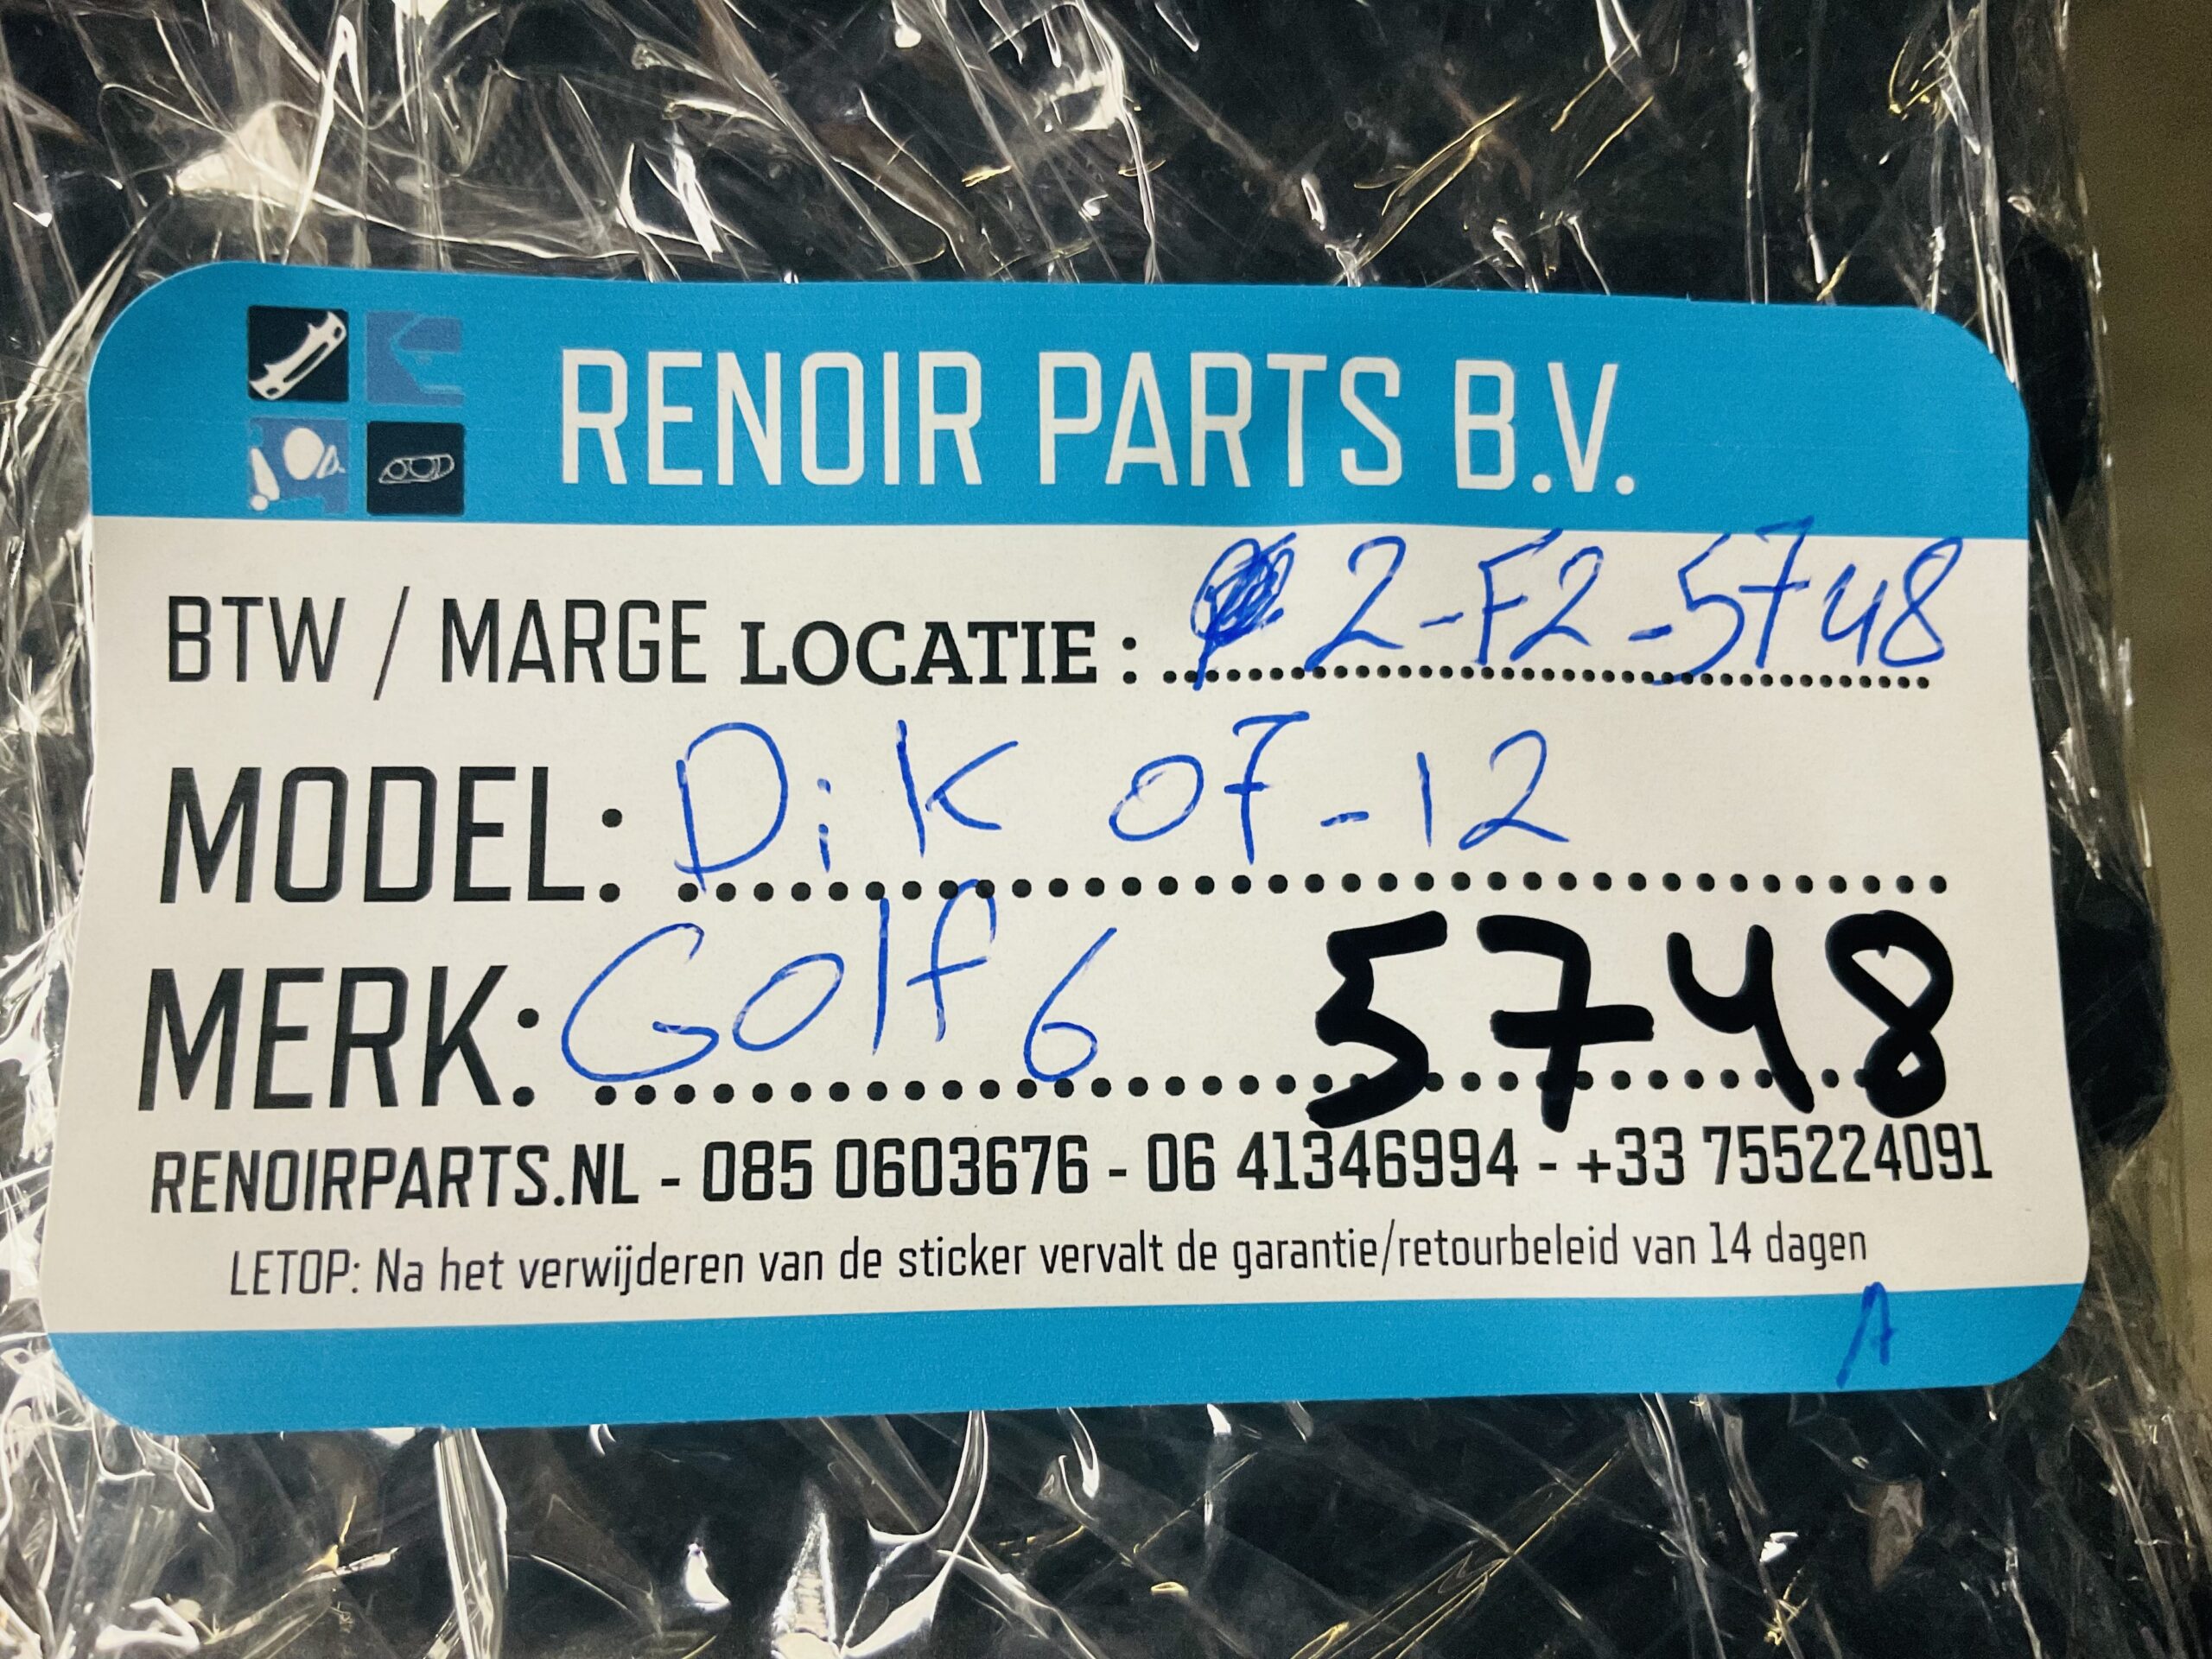 RENOIR PARTS B.V.
BTW / MARGE LOCATIE : 2-F2-5748
MODEL: Dik 07-12
MERK: Golf 6 5748
RENOIRPARTS.NL - 085 0603676 - 06 41346994 - +33 755224091
LETOP: Na het verwijderen van de sticker vervalt de garantie/retourbeleid van 14 dagen
A